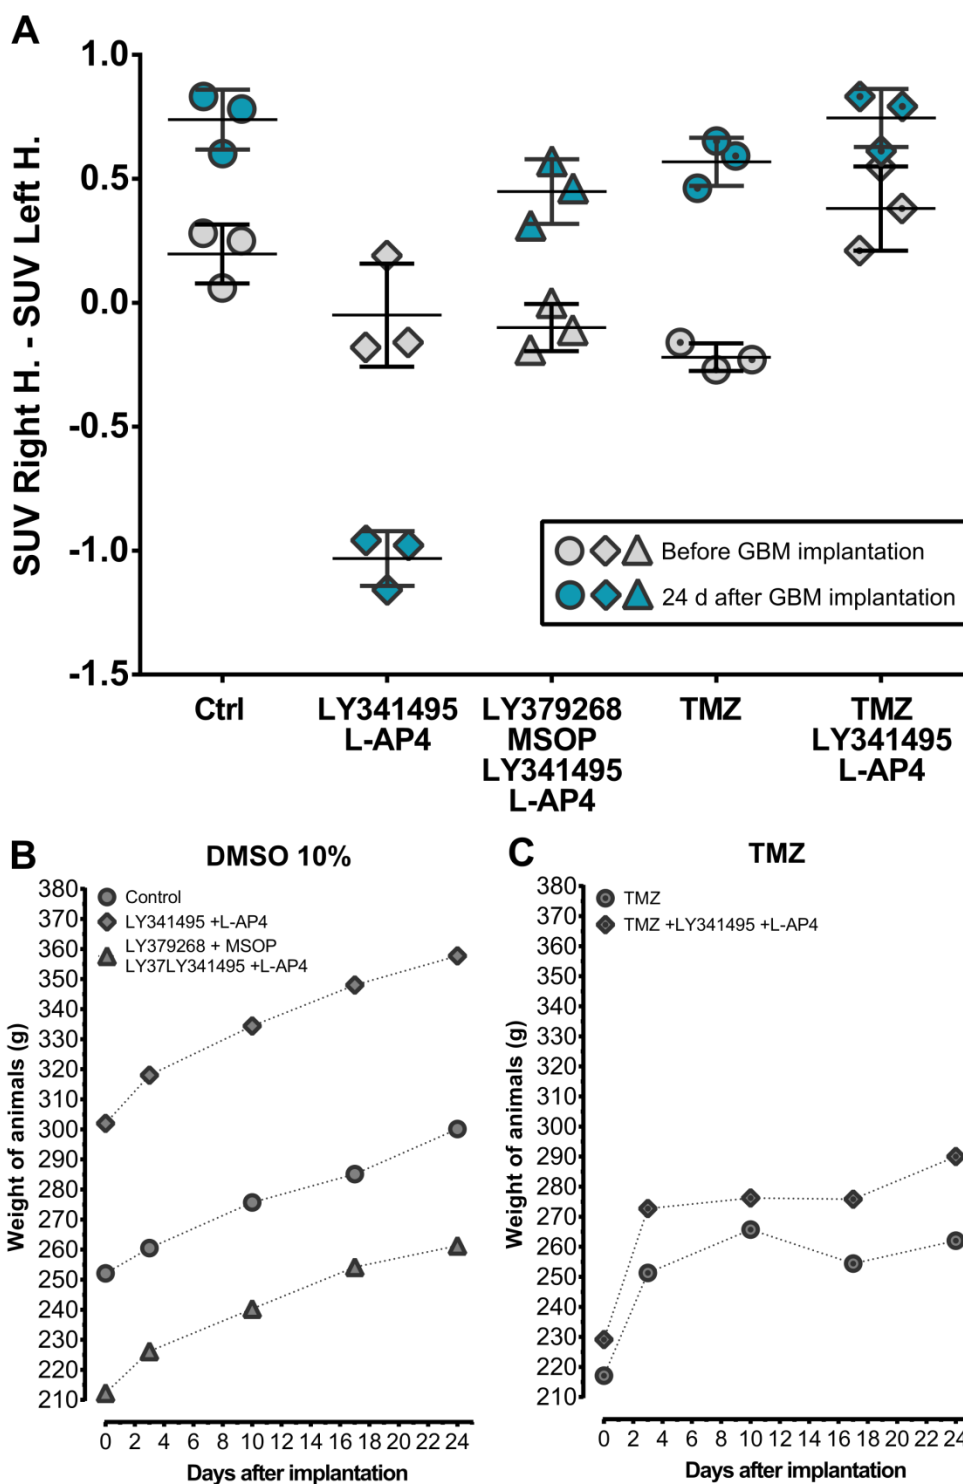 A
SUV Right H. - SUV Left H.
1.0
0.5
0.0
-0.5
-1.0
-1.5
Before GBM implantation
24 d after GBM implantation
Ctrl
LY341495
L-AP4
LY379268
MSOP
LY341495
L-AP4
TMZ
TMZ
LY341495
L-AP4
B
DMSO 10%
Weight of animals (g)
380
370
360
350
340
330
320
310
300
290
280
270
260
250
240
230
220
210
Control
LY341495 +L-AP4
LY379268 + MSOP
LY37LY341495 +L-AP4
0 2 4 6 8 10 12 14 16 18 20 22 24
Days after implantation
C
TMZ
Weight of animals (g)
380
370
360
350
340
330
320
310
300
290
280
270
260
250
240
230
220
210
TMZ
TMZ +LY341495 +L-AP4
0 2 4 6 8 10 12 14 16 18 20 22 24
Days after implantation